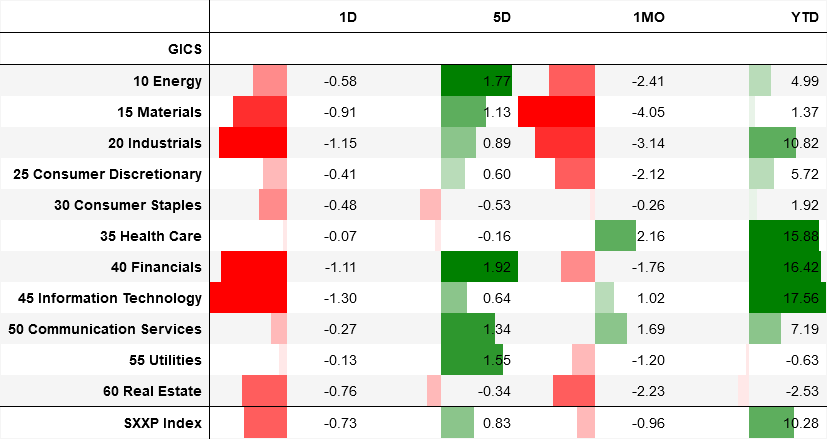 1D 5D 1MO YTD
GICS
10 Energy -0.58 1.77 -2.41 4.99
15 Materials -0.91 1.13 -4.05 1.37
20 Industrials -1.15 0.89 -3.14 10.82
25 Consumer Discretionary -0.41 0.60 -2.12 5.72
30 Consumer Staples -0.48 -0.53 -0.26 1.92
35 Health Care -0.07 -0.16 2.16 15.88
40 Financials -1.11 1.92 -1.76 16.42
45 Information Technology -1.30 0.64 1.02 17.56
50 Communication Services -0.27 1.34 1.69 7.19
55 Utilities -0.13 1.55 -1.20 -0.63
60 Real Estate -0.76 -0.34 -2.23 -2.53
SXXP Index -0.73 0.83 -0.96 10.28